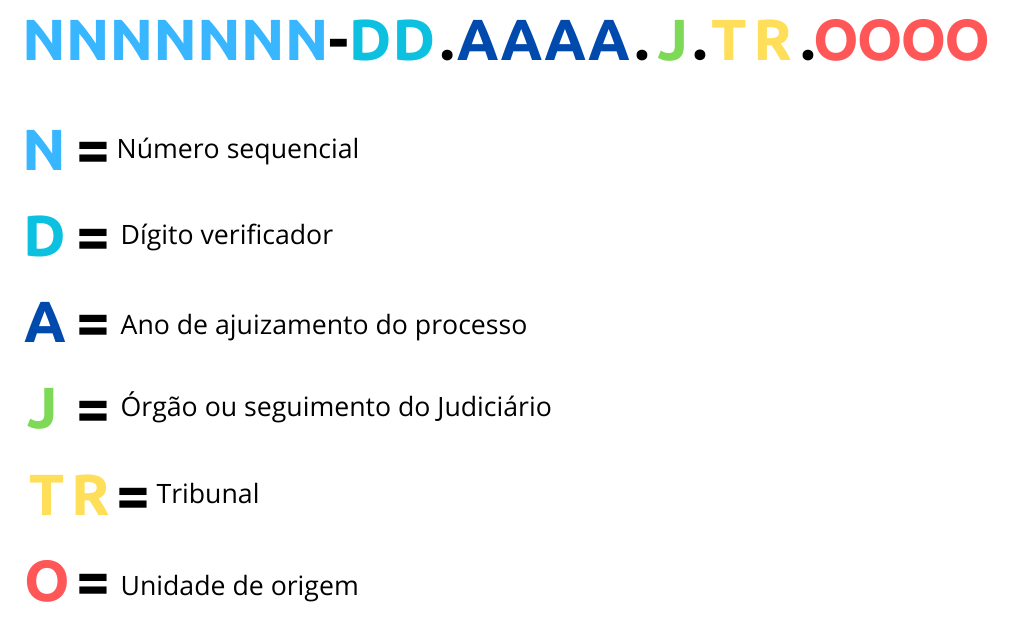 NNNNNNN-DD.AAAA.J.TR.OOOO
N = Número sequencial
D = Dígito verificador
A = Ano de ajuizamento do processo
J = Órgão ou seguimento do Judiciário
TR = Tribunal
O = Unidade de origem